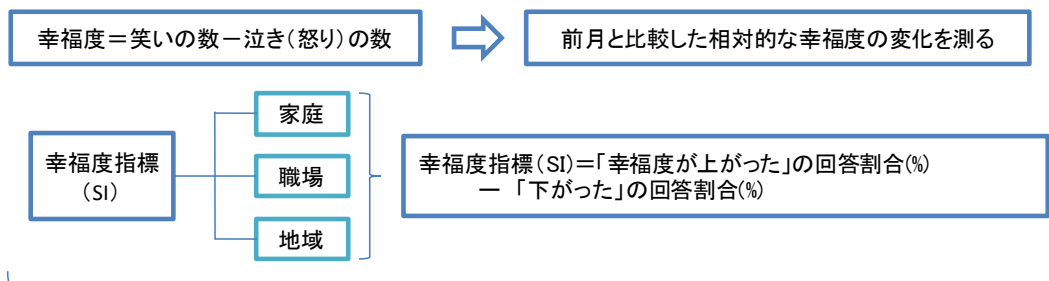 幸福度=笑いの数-泣き(怒り)の数
前月と比較した相対的な幸福度の変化を測る
幸福度指標
(SI)
家庭
職場
地域
幸福度指標(SI)=「幸福度が上がった」の回答割合(%)
ー 「下がった」の回答割合(%)